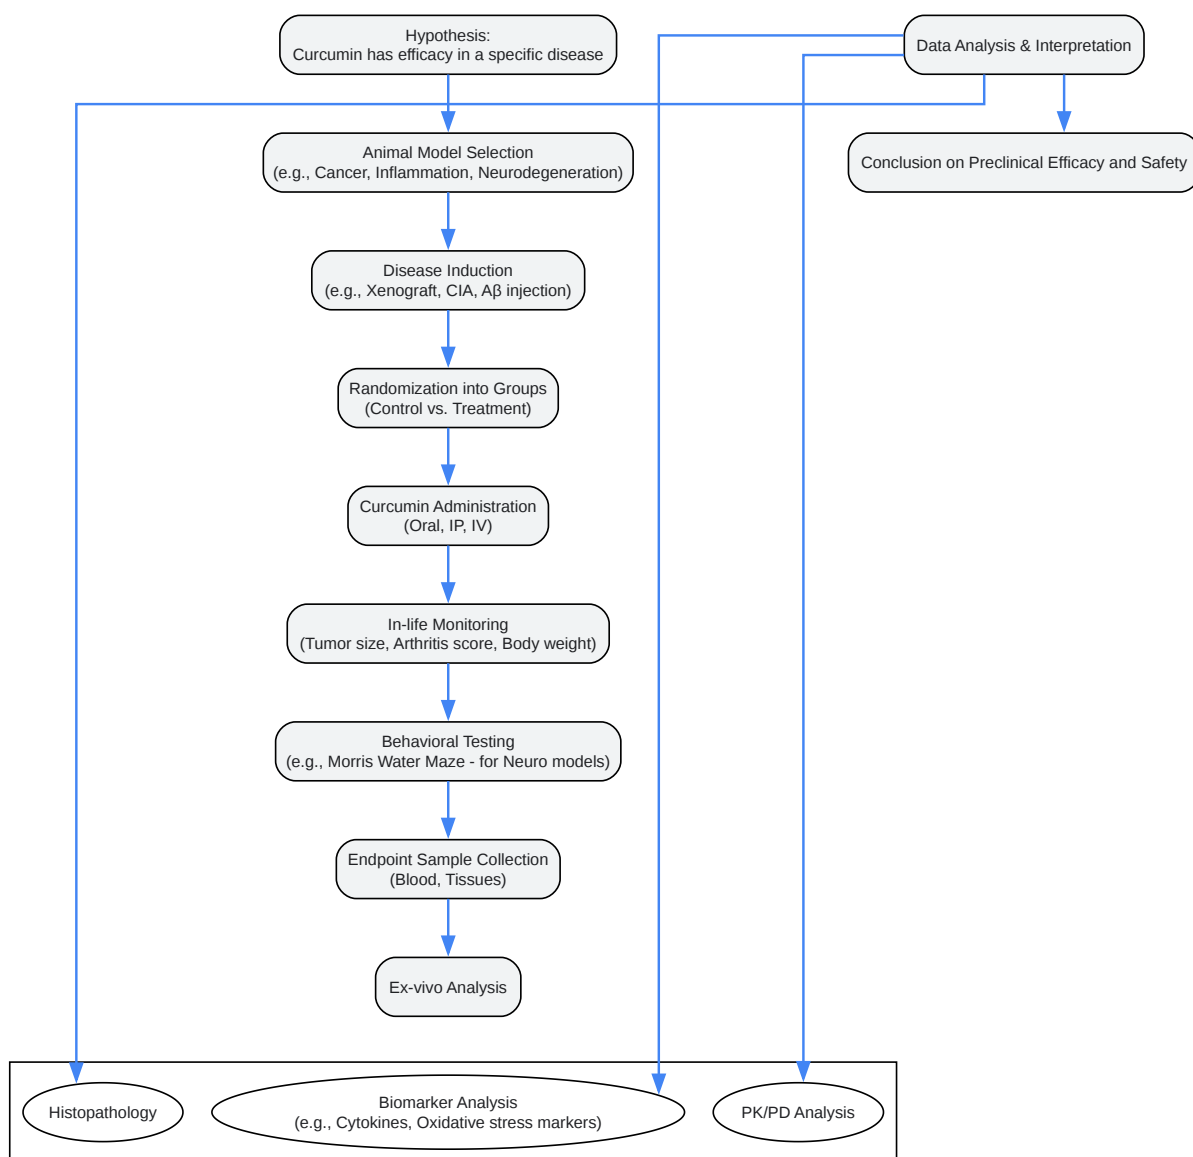 Hypothesis:
Curcumin has efficacy in a specific disease
Data Analysis & Interpretation
Animal Model Selection
(e.g., Cancer, Inflammation, Neurodegeneration)
Conclusion on Preclinical Efficacy and Safety
Disease Induction
(e.g., Xenograft, CIA, Aβ injection)
Randomization into Groups
(Control vs. Treatment)
Curcumin Administration
(Oral, IP, IV)
In-life Monitoring
(Tumor size, Arthritis score, Body weight)
Behavioral Testing
(e.g., Morris Water Maze - for Neuro models)
Endpoint Sample Collection
(Blood, Tissues)
Ex-vivo Analysis
Histopathology
Biomarker Analysis
(e.g., Cytokines, Oxidative stress markers)
PK/PD Analysis